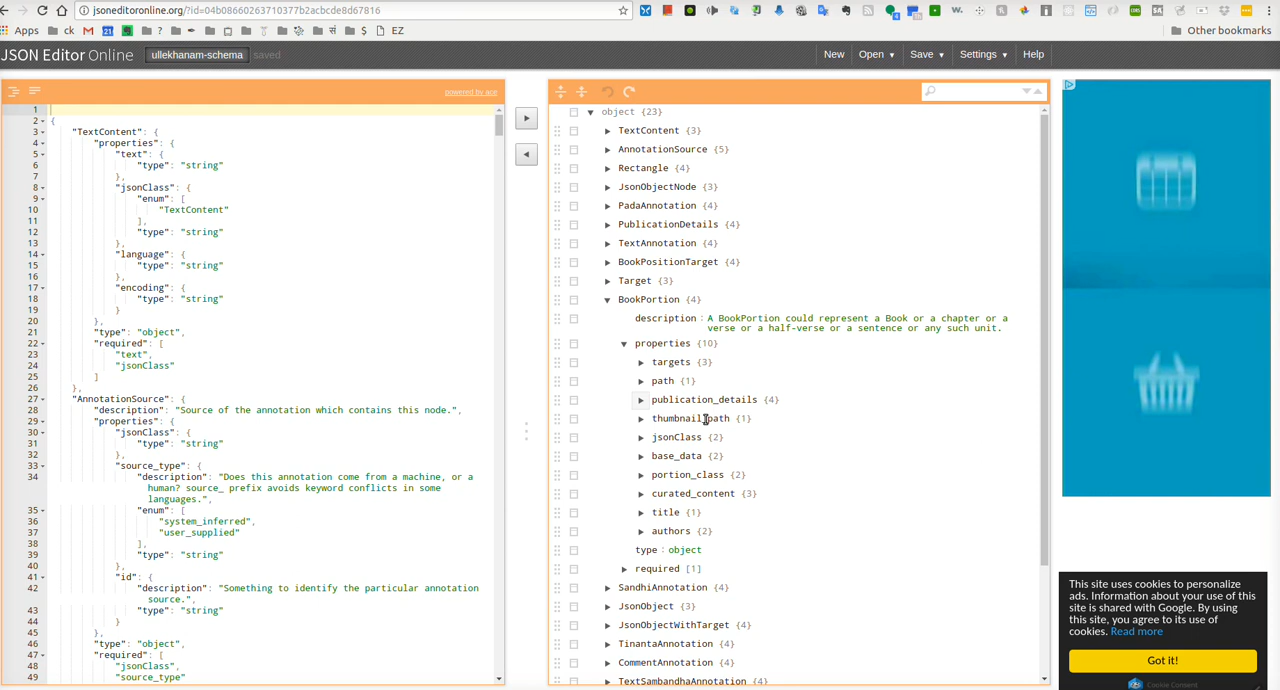 jsoneditoronline.org/?id=04b08660263710377b2acbcde8d67816
Apps ck 21 ? सं $ EZ Other bookmarks
JSON Editor Online ullekhanam-schema saved New Open ▾ Save ▾ Settings ▾ Help
powered by ace
1
2 {
3 "TextContent": {
4 "properties": {
5 "text": {
6 "type": "string"
7 },
8 "jsonClass": {
9 "enum": [
10 "TextContent"
11 ],
12 "type": "string"
13 },
14 "language": {
15 "type": "string"
16 },
17 "encoding": {
18 "type": "string"
19 }
20 },
21 "type": "object",
22 "required": [
23 "text",
24 "jsonClass"
25 ]
26 },
27 "AnnotationSource": {
28 "description": "Source of the annotation which contains this node.",
29 "properties": {
30 "jsonClass": {
31 "type": "string"
32 },
33 "source_type": {
34 "description": "Does this annotation come from a machine, or a
human? source_ prefix avoids keyword conflicts in some
languages.",
35 "enum": [
36 "system_inferred",
37 "user_supplied"
38 ],
39 "type": "string"
40 },
41 "id": {
42 "description": "Something to identify the particular annotation
source.",
43 "type": "string"
44 }
45 },
46 "type": "object",
47 "required": [
48 "jsonClass",
49 "source_type"
object {23}
TextContent {3}
AnnotationSource {5}
Rectangle {4}
JsonObjectNode {3}
PadaAnnotation {4}
PublicationDetails {4}
TextAnnotation {4}
BookPositionTarget {4}
Target {3}
BookPortion {4}
description : A BookPortion could represent a Book or a chapter or a
verse or a half-verse or a sentence or any such unit.
properties {10}
targets {3}
path {1}
publication_details {4}
thumbnail_path {1}
jsonClass {2}
base_data {2}
portion_class {2}
curated_content {3}
title {1}
authors {2}
type : object
required [1]
SandhiAnnotation {4}
JsonObject {3}
JsonObjectWithTarget {4}
TinantaAnnotation {4}
CommentAnnotation {4}
TextSambandhaAnnotation {4}
This site uses cookies to personalize
ads. Information about your use of this
site is shared with Google. By using
this site, you agree to its use of
cookies. Read more
Got it!
Cookie Consent